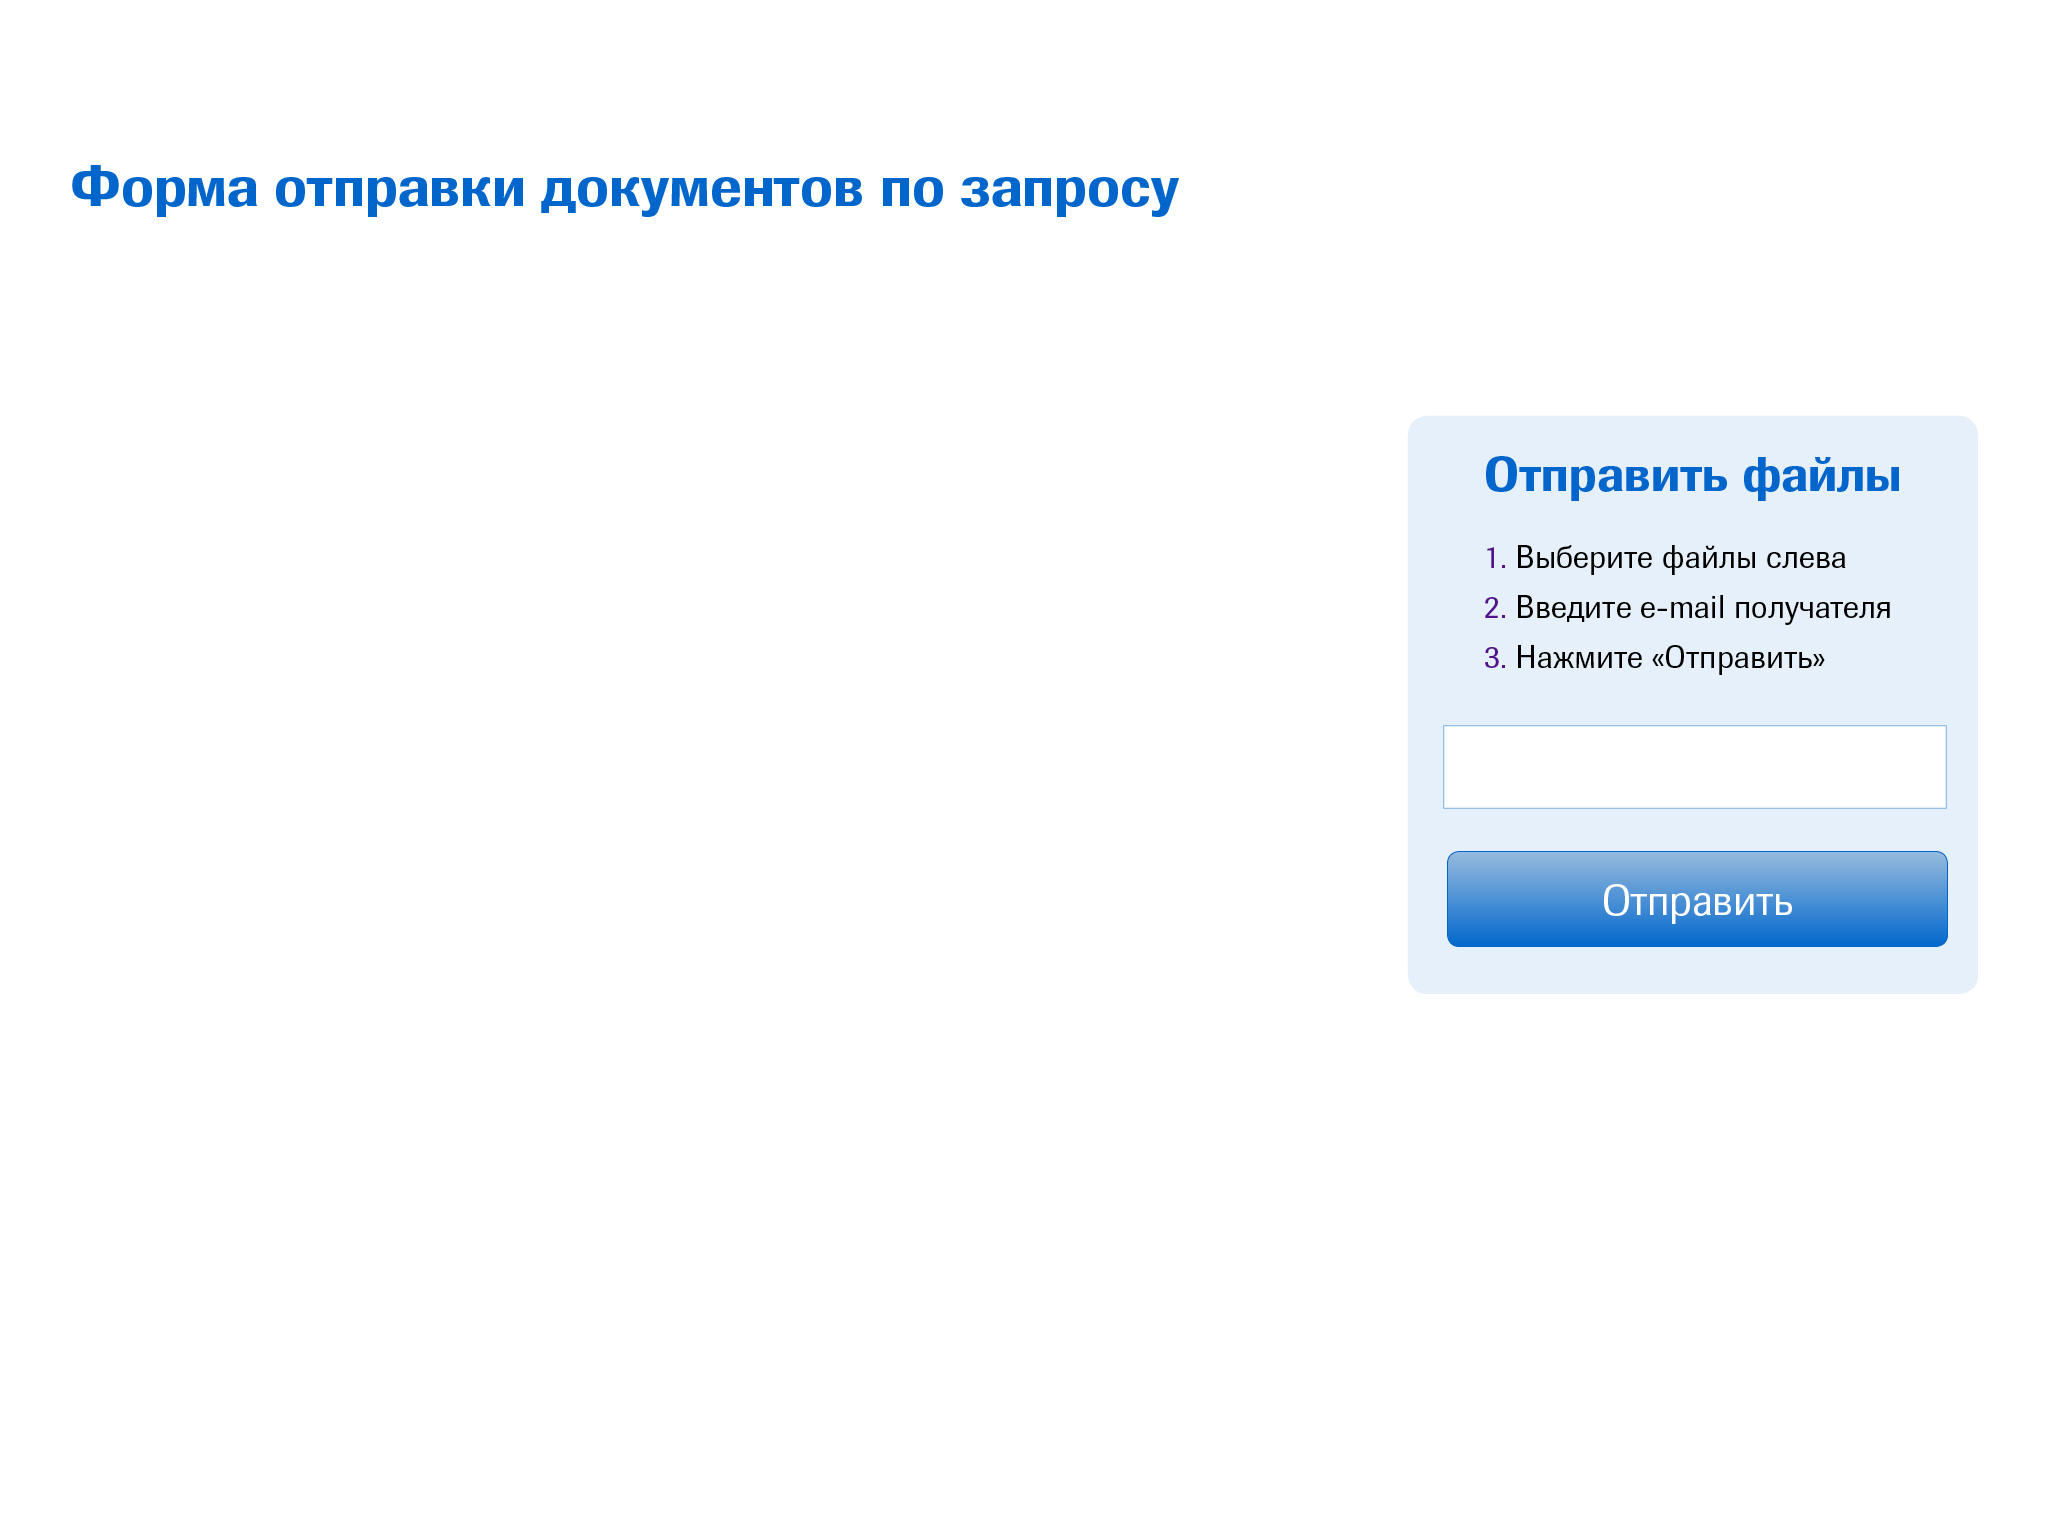 Форма отправки документов по запросу
Отправить файлы
1. Выберите файлы слева
2. Введите e-mail получателя
3. Нажмите «Отправить»
Отправить